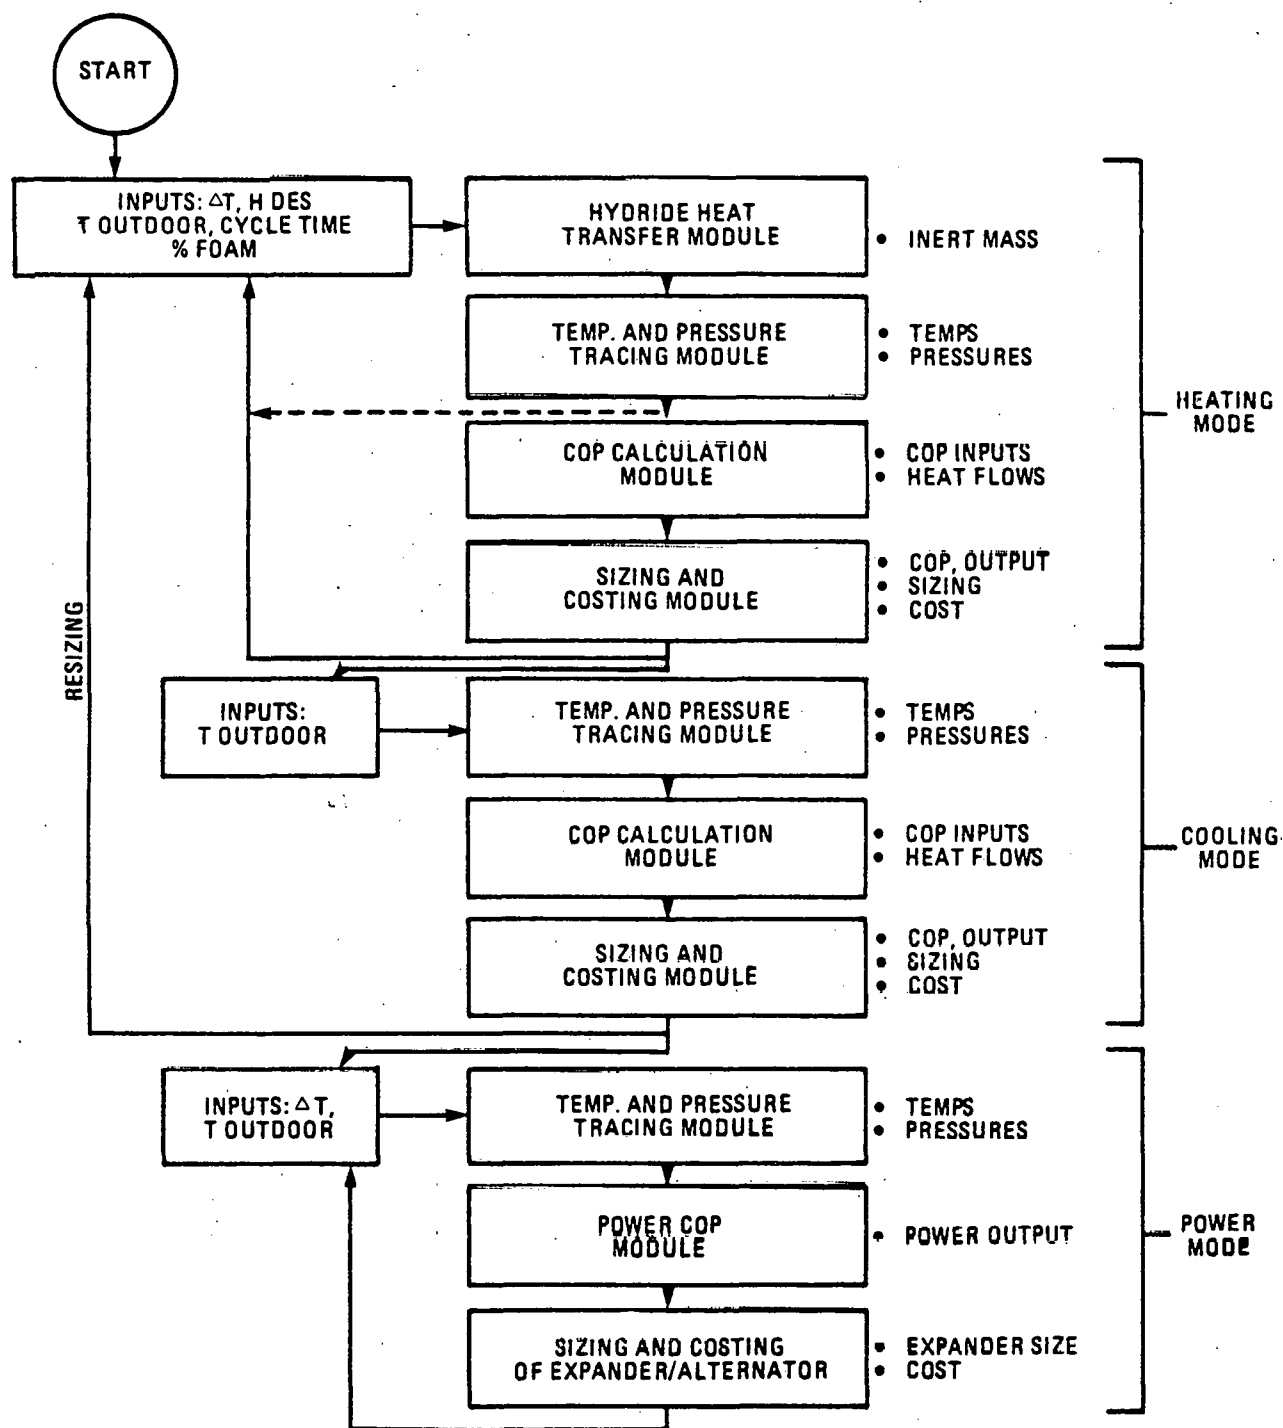 START
INPUTS: ΔT, H DES
T OUTDOOR, CYCLE TIME
% FOAM
HYDRIDE HEAT
TRANSFER MODULE
• INERT MASS
TEMP. AND PRESSURE
TRACING MODULE
• TEMPS
• PRESSURES
HEATING
MODE
COP CALCULATION
MODULE
• COP INPUTS
• HEAT FLOWS
SIZING AND
COSTING MODULE
• COP, OUTPUT
• SIZING
• COST
RESIZING
INPUTS:
T OUTDOOR
TEMP. AND PRESSURE
TRACING MODULE
• TEMPS
• PRESSURES
COP CALCULATION
MODULE
• COP INPUTS
• HEAT FLOWS
COOLING
MODE
SIZING AND
COSTING MODULE
• COP, OUTPUT
• SIZING
• COST
INPUTS: ΔT,
T OUTDOOR
TEMP. AND PRESSURE
TRACING MODULE
• TEMPS
• PRESSURES
POWER COP
MODULE
• POWER OUTPUT
POWER
MODE
SIZING AND COSTING
OF EXPANDER/ALTERNATOR
• EXPANDER SIZE
• COST